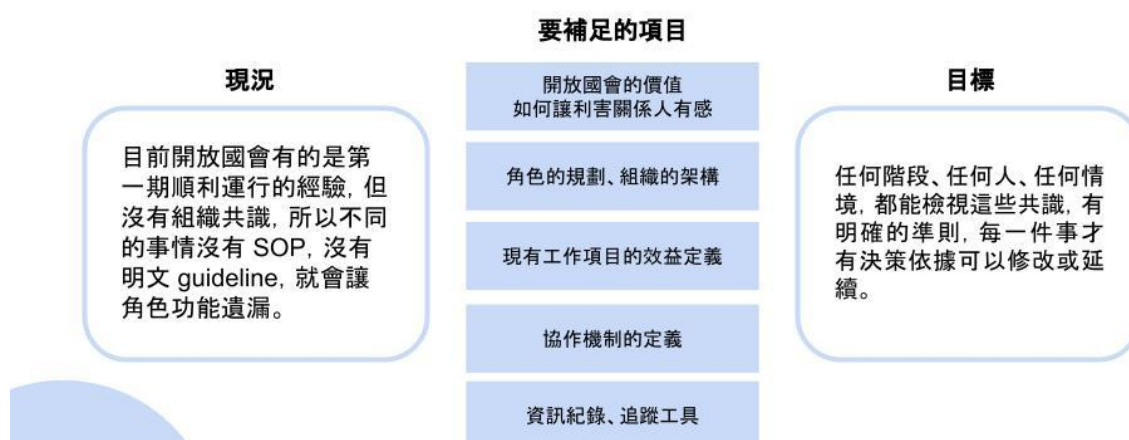 現況
目前開放國會有的是第
一期順利運行的經驗, 但
沒有組織共識, 所以不同
的事情沒有 SOP, 沒有
明文 guideline, 就會讓
角色功能遺漏。
要補足的項目
開放國會的價值
如何讓利害關係人有感
角色的規劃、組織的架構
現有工作項目的效益定義
協作機制的定義
資訊紀錄、追蹤工具
目標
任何階段、任何人、任何情
境, 都能檢視這些共識, 有
明確的準則, 每一件事才
有決策依據可以修改或延
續。